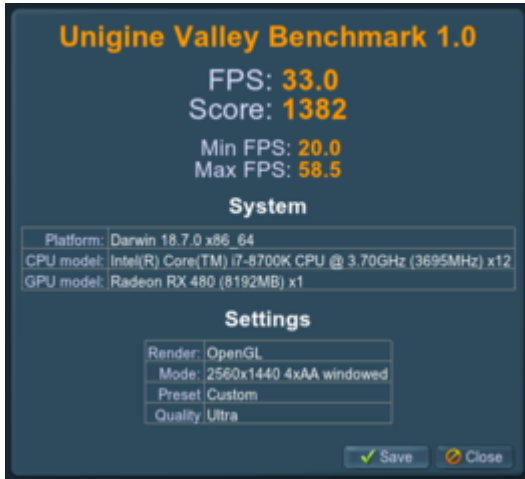 Unigine Valley Benchmark 1.0
FPS: 33.0
Score: 1382
Min FPS: 20.0
Max FPS: 58.5
System
Platform: Darwin 18.7.0 x86_64
CPU model: Intel(R) Core(TM) i7-8700K CPU @ 3.70GHz (3695MHz) x12
GPU model: Radeon RX 480 (8192MB) x1
Settings
Render: OpenGL
Mode: 2560x1440 4xAA windowed
Preset Custom
Quality Ultra
Save Close